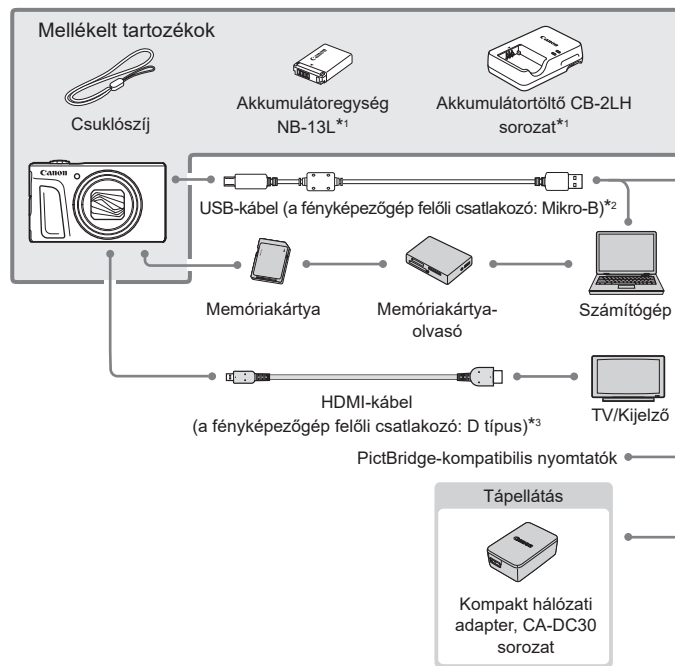 Mellékelt tartozékok
Csuklószíj
Akkumulátoregység
NB-13L*1
Akkumulátortöltő CB-2LH
sorozat*1
Canon
USB-kábel (a fényképezőgép felőli csatlakozó: Mikro-B)*2
Memóriakártya
Memóriakártya-
olvasó
Számítógép
HDMI-kábel
(a fényképezőgép felőli csatlakozó: D típus)*3
TV/Kijelző
PictBridge-kompatibilis nyomtatók
Tápellátás
Kompakt hálózati
adapter, CA-DC30
sorozat